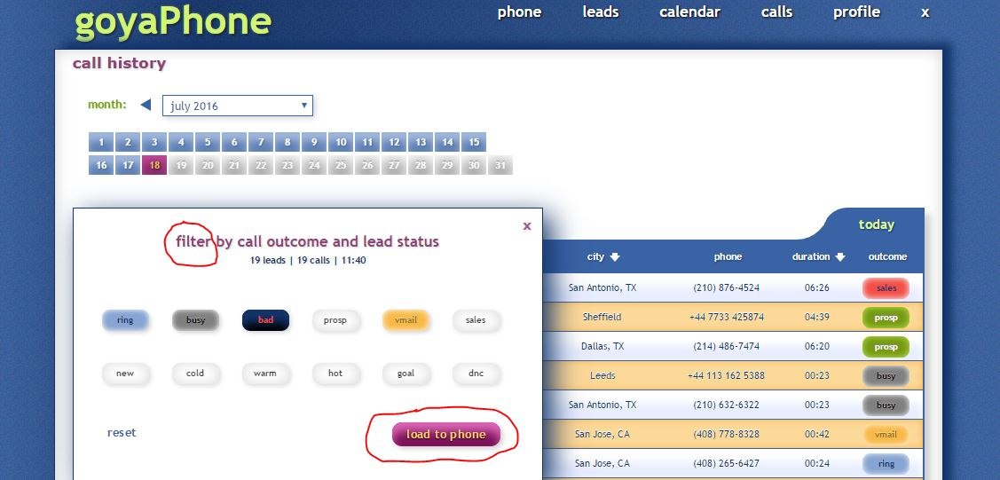 goyaPhone
phone leads calendar calls profile x
call history
month: july 2016
1 2 3 4 5 6 7 8 9 10 11 12 13 14 15
16 17 18 19 20 21 22 23 24 25 26 27 28 29 30 31
x
filter by call outcome and lead status
19 leads | 19 calls | 11:40
ring busy bad prosp vmail sales
new cold warm hot goal dnc
reset load to phone
today
city phone duration outcome
San Antonio, TX (210) 876-4524 06:26 sales
Sheffield +44 7733 425874 04:39 prosp
Dallas, TX (214) 486-7474 06:20 prosp
Leeds +44 113 162 5388 00:23 busy
San Antonio, TX (210) 632-6322 00:23 busy
San Jose, CA (408) 778-8328 00:42 vmail
San Jose, CA (408) 265-6427 00:24 ring